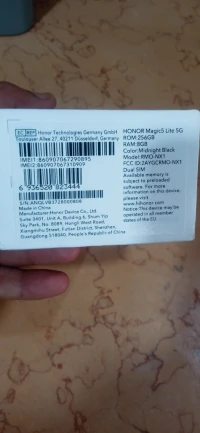 EC REP Honor Technologies Germany GmbH
Thalheimer Allee 27, 40211 Düsseldorf, Germany
IMEI1:860907067290895
IMEI2:860907067310909
6 936520 823444
S/N:
Made in China
Manufacturer:Honor Device Co., Ltd
Suite 3401, Unit A, Building 6, Shum Yip
Sky Park, No. 8089, Hongli West Road,
Xiangmihu Street, Futian District, Shenzhen,
Guangdong 518040, People's Republic of China
HONOR Magic5 Lite 5G
ROM:256GB
RAM:8GB
Color:Midnight Black
Model RMO-NX1
FCC ID:2AYGCRMO-NX1
Dual SIM
Available memory is
subject to preloaded
software. For more
information on this device,
please visit
www.hihonor.com
Notice:This device may be
operated in all member
states of the EU.